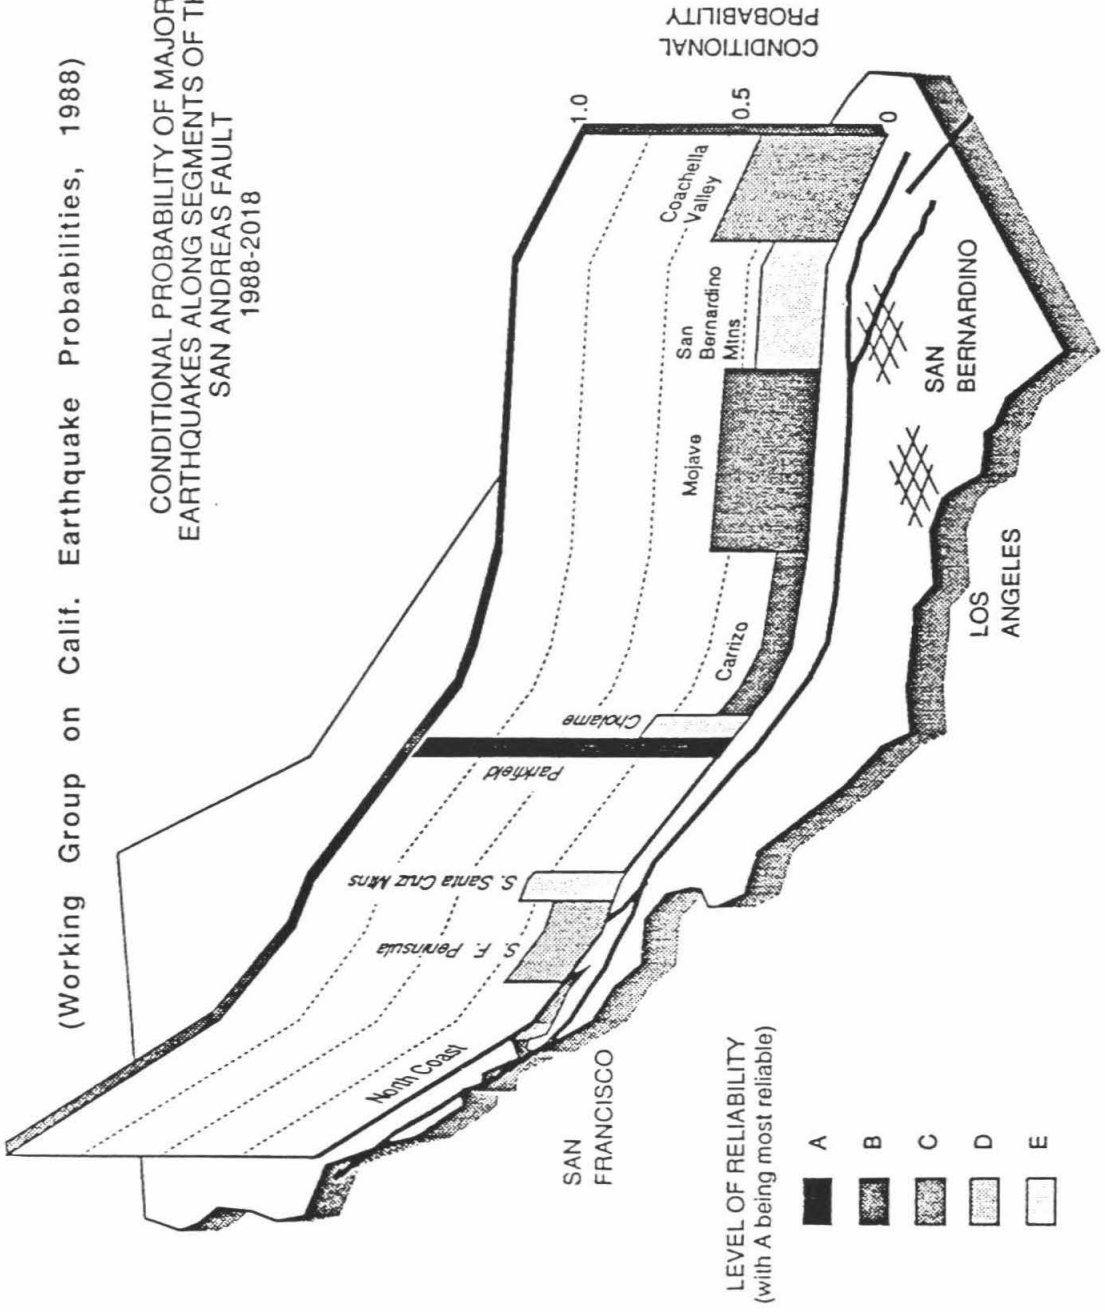 (Working Group on Calif. Earthquake Probabilities, 1988)
CONDITIONAL PROBABILITY OF MAJOR
EARTHQUAKES ALONG SEGMENTS OF
SAN ANDREAS FAULT
1988-2018
CONDITIONAL
PROBABILITY
1.0
0.5
0
North Coast
S. F. Peninsula
S. Santa Cruz Mtns
Parkfield
Cholame
Carrizo
Mojave
San
Bernardino
Mtns
Coachella
Valley
SAN
FRANCISCO
LOS
ANGELES
SAN
BERNARDINO
LEVEL OF RELIABILITY
(with A being most reliable)
A
B
C
D
E